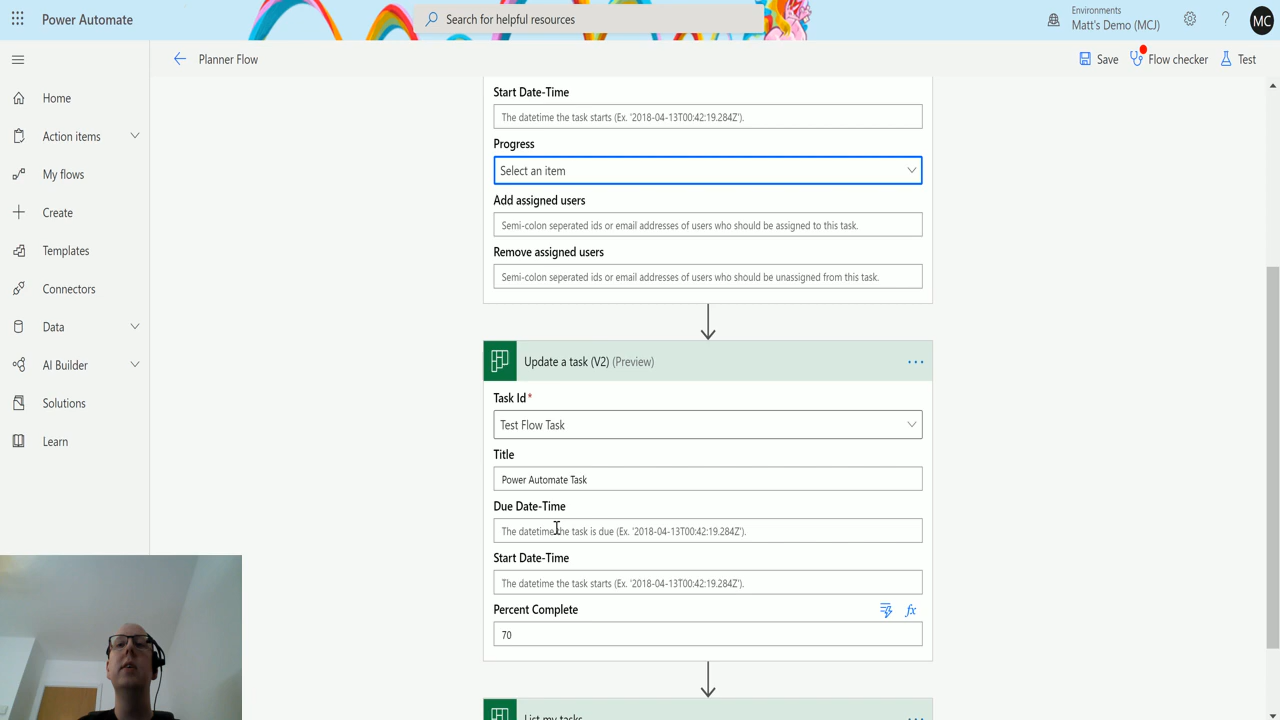 Power Automate
Search for helpful resources
Environments
Matt's Demo (MCJ)
?
MC
Planner Flow
Save
Flow checker
Test
Home
Action items
My flows
Create
Templates
Connectors
Data
AI Builder
Solutions
Learn
Start Date-Time
The datetime the task starts (Ex. '2018-04-13T00:42:19.284Z').
Progress
Select an item
Add assigned users
Semi-colon seperated ids or email addresses of users who should be assigned to this task.
Remove assigned users
Semi-colon seperated ids or email addresses of users who should be unassigned from this task.
Update a task (V2) (Preview)
Task Id*
Test Flow Task
Title
Power Automate Task
Due Date-Time
The datetime the task is due (Ex. '2018-04-13T00:42:19.284Z').
Start Date-Time
The datetime the task starts (Ex. '2018-04-13T00:42:19.284Z').
Percent Complete
fx
70
List my tasks